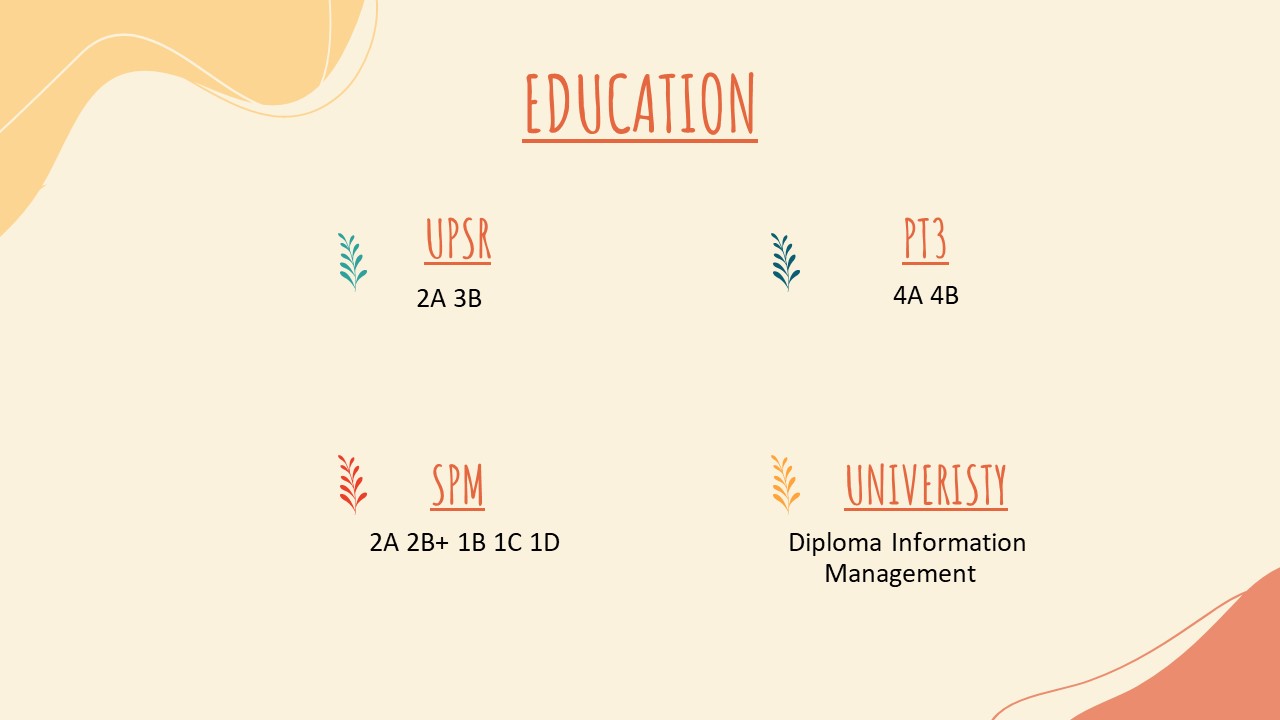 EDUCATION
UPSR
2A 3B
PT3
4A 4B
SPM
2A 2B+ 1B 1C 1D
UNIVERISTY
Diploma Information
Management